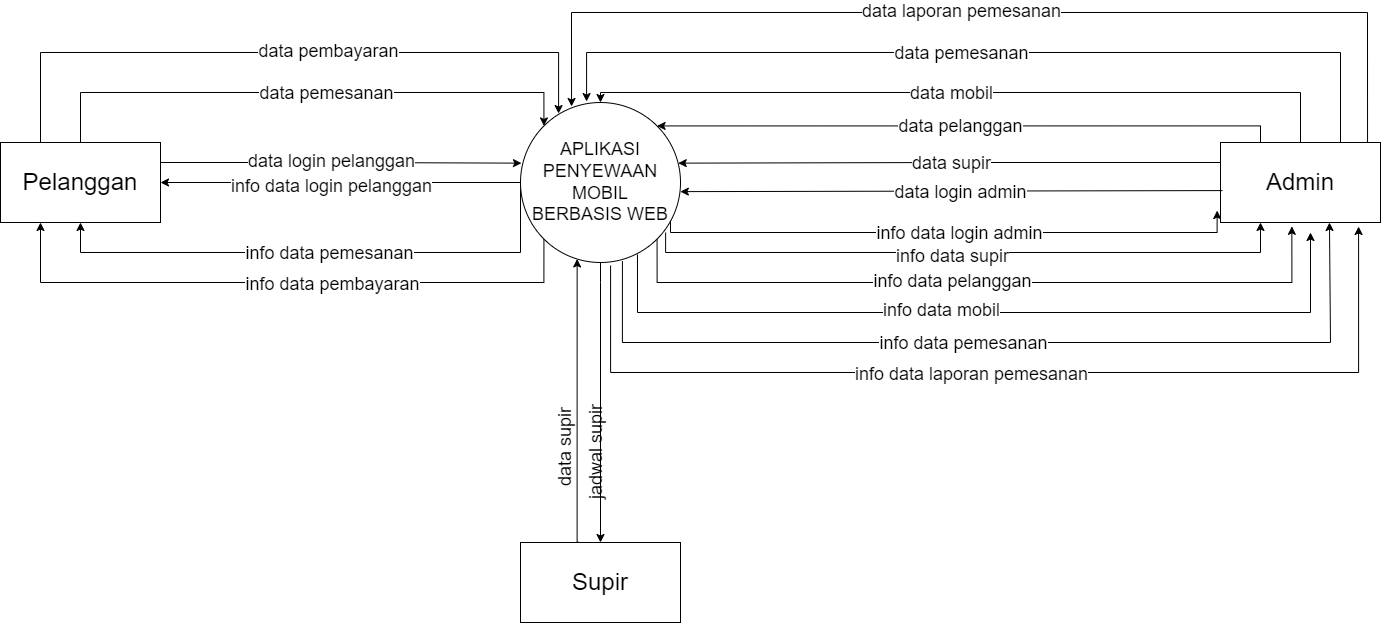 data laporan pemesanan
data pembayaran
data pemesanan
data pemesanan
data mobil
data pelanggan
data login pelanggan
info data login pelanggan
Pelanggan
APLIKASI
PENYEWAAN
MOBIL
BERBASIS WEB
data supir
data login admin
Admin
info data login admin
info data supir
info data pemesanan
info data pembayaran
info data pelanggan
info data mobil
info data pemesanan
info data laporan pemesanan
data supir
jadwal supir
Supir